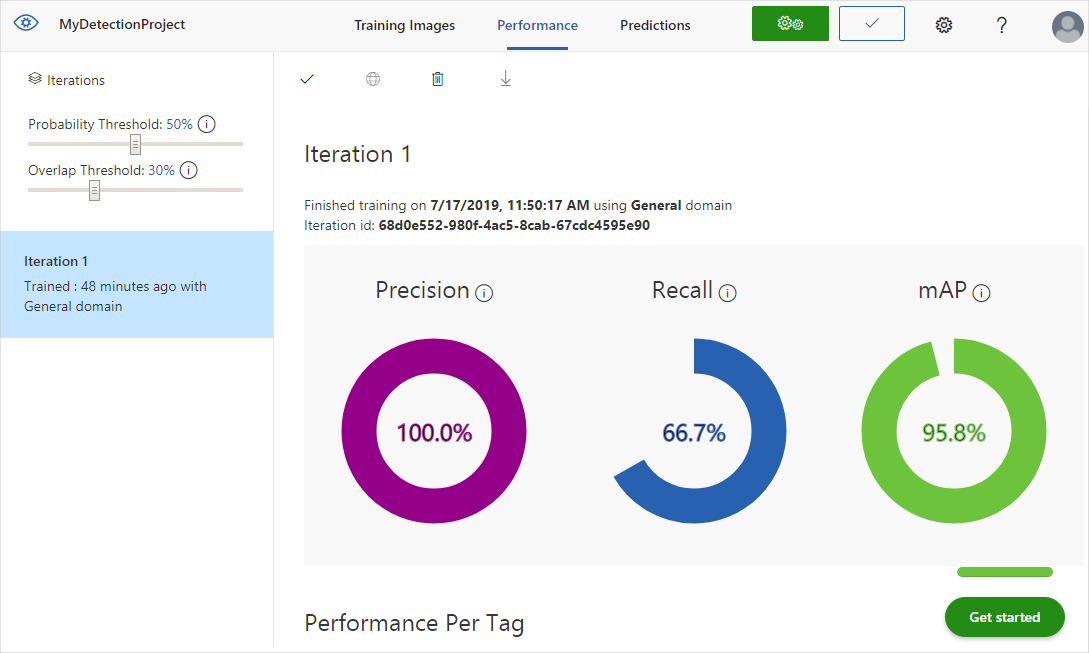 MyDetectionProject
Training Images
Performance
Predictions
?
Iterations
Probability Threshold: 50%
Overlap Threshold: 30%
Iteration 1
Trained : 48 minutes ago with
General domain
Iteration 1
Finished training on 7/17/2019, 11:50:17 AM using General domain
Iteration id: 68d0e552-980f-4ac5-8cab-67cdc4595e90
Precision
Recall
mAP
100.0%
66.7%
95.8%
Performance Per Tag
Get started